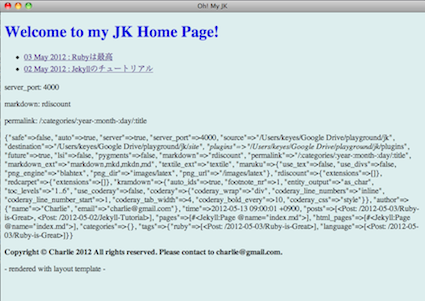 Oh! My JK
Welcome to my JK Home Page!
03 May 2012 : Rubyは最高
02 May 2012 : Jekyllのチュートリアル
server_port: 4000
markdown: rdiscount
permalink: /:categories/:year-:month-:day/:title
{"safe"=>false, "auto"=>true, "server"=>true, "server_port"=>4000, "source"=>"/Users/keyes/Google Drive/playground/jk",
"destination"=>"/Users/keyes/Google Drive/playground/jk/site", "plugins"=> "/Users/keyes/Google Drive/playground/jk/plugins",
"future"=>true, "lsi"=>false, "pygments"=>false, "markdown"=>"rdiscount", "permalink"=>"/:categories/:year-:month-:day/:title",
"markdown_ext"=>"markdown,mkd,mkdn,md", "textile_ext"=>"textile", "maruku"=>{"use_tex"=>false, "use_divs"=>false,
"png_engine"=>"blahtex", "png_dir"=>"images/latex", "png_url"=>"/images/latex"}, "rdiscount"=>{"extensions"=>[]},
"redcarpet"=>{"extensions"=>[]}, "kramdown"=>{"auto_ids"=>true, "footnote_nr"=>1, "entity_output"=>"as_char",
"toc_levels"=>"1..6", "use_coderay"=>false, "coderay"=>{"coderay_wrap"=>"div", "coderay_line_numbers"=>"inline",
"coderay_line_number_start"=>1, "coderay_tab_width"=>4, "coderay_bold_every"=>10, "coderay_css"=>"style"}}, "author"=>
{"name"=>"Charlie", "email"=>"charlie@gmail.com"}, "time"=>2012-05-13 09:00:01 +0900, "posts"=>[<Post: /2012-05-03/Ruby-
is-Great>, <Post: /2012-05-02/Jekyll-Tutorial>], "pages"=>[#<Jekyll:Page @name="index.md">], "html_pages"=>[#<Jekyll:Page
@name="index.md">], "categories"=>{}, "tags"=>{"ruby"=>[<Post: /2012-05-03/Ruby-is-Great>], "language"=>[<Post:
/2012-05-03/Ruby-is-Great>]}}
Copyright © Charlie 2012 All rights reserved. Please contact to charlie@gmail.com.
- rendered with layout template -